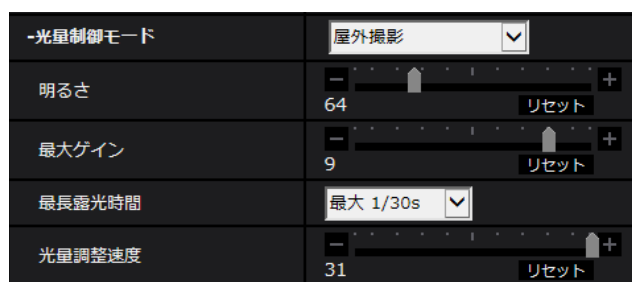 -光量制御モード 屋外撮影
明るさ - +
64 リセット
最大ゲイン - +
9 リセット
最長露光時間 最大 1/30s
光量調整速度 - +
31 リセット